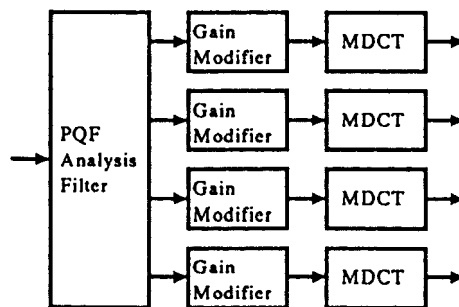 Gain
Modifier
MDCT
Gain
Modifier
MDCT
PQF
Analysis
Filter
Gain
Modifier
MDCT
Gain
Modifier
MDCT